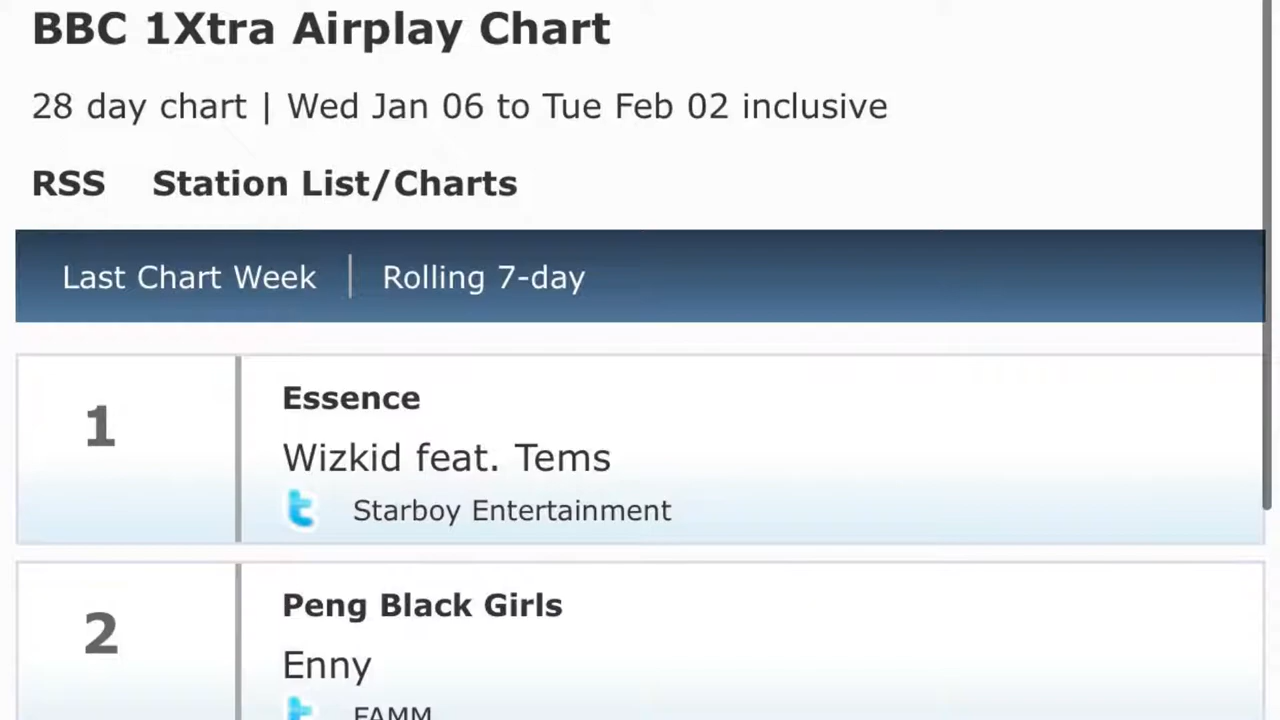 BBC 1Xtra Airplay Chart
28 day chart | Wed Jan 06 to Tue Feb 02 inclusive
RSS Station List/Charts
Last Chart Week | Rolling 7-day
1
Essence
Wizkid feat. Tems
Starboy Entertainment
2
Peng Black Girls
Enny
FAMM